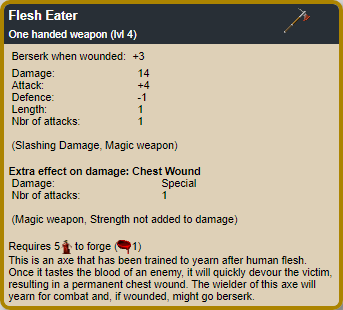 Flesh Eater
One handed weapon (lvl 4)
Berserk when wounded: +3
Damage: 14
Attack: +4
Defence: -1
Length: 1
Nbr of attacks: 1
(Slashing Damage, Magic weapon)
Extra effect on damage: Chest Wound
Damage: Special
Nbr of attacks: 1
(Magic weapon, Strength not added to damage)
Requires 5 to forge ( 1)
This is an axe that has been trained to yearn after human flesh.
Once it tastes the blood of an enemy, it will quickly devour the victim,
resulting in a permanent chest wound. The wielder of this axe will
yearn for combat and, if wounded, might go berserk.